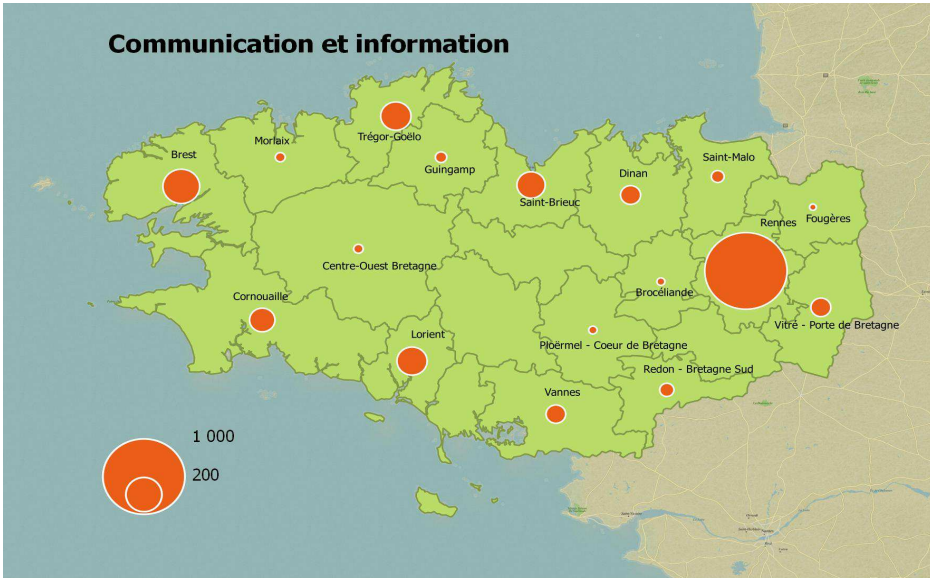 Communication et information
Trégor-Goëlo
Morlaix
Brest
Guingamp
Saint-Malo
Dinan
Saint-Brieuc
Fougères
Rennes
Centre-Ouest Bretagne
Brocéliande
Cornouaille
Vitré - Porte de Bretagne
Lorient
Ploërmel - Coeur de Bretagne
Redon - Bretagne Sud
Vannes
1 000
200